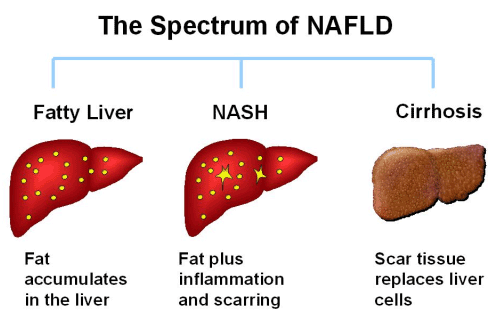 The Spectrum of NAFLD
Fatty Liver
NASH
Cirrhosis
Fat
accumulates
in the liver
Fat plus
inflammation
and scarring
Scar tissue
replaces liver
cells